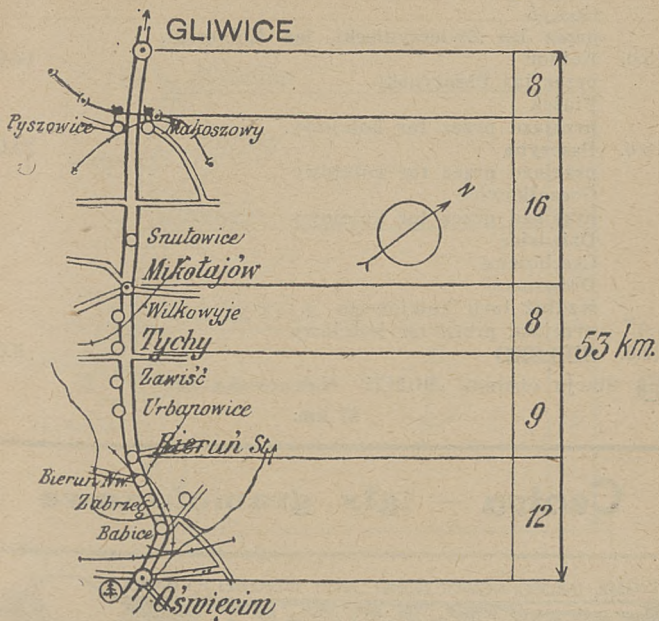 GLIWICE
8
Pyszowice
Makoszowy
N
16
Snutowice
Mikołajów
Wilkowyje
8
Tychy
53 km.
Zawiść
Urbanowice
9
Bieruń St.
Bieruń Nw.
Zabrzeg
12
Babice
Oświęcim